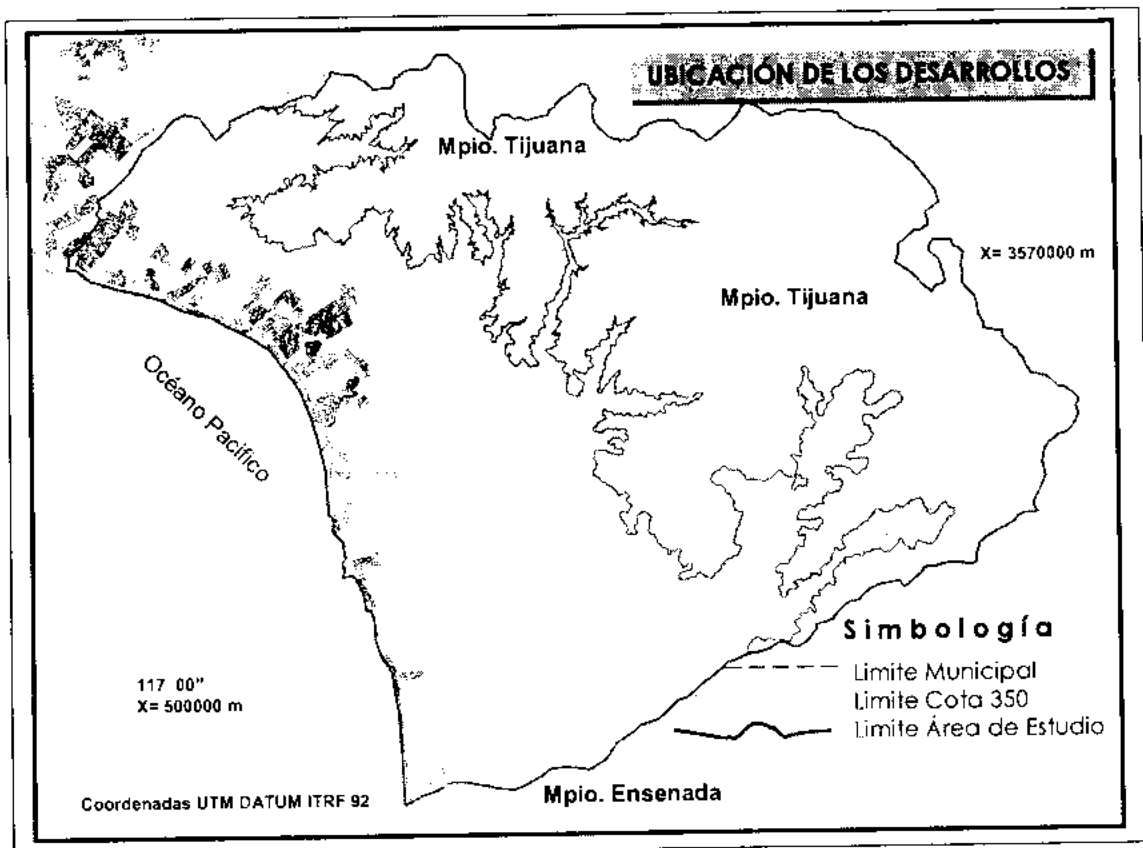 UBICACIÓN DE LOS DESARROLLOS
Mpio. Tijuana
X= 3570000 m
Mpio. Tijuana
Océano Pacifico
Simbología
Limite Municipal
Limite Cota 350
Limite Área de Estudio
117 00"
X= 500000 m
Mpio. Ensenada
Coordenadas UTM DATUM ITRF 92